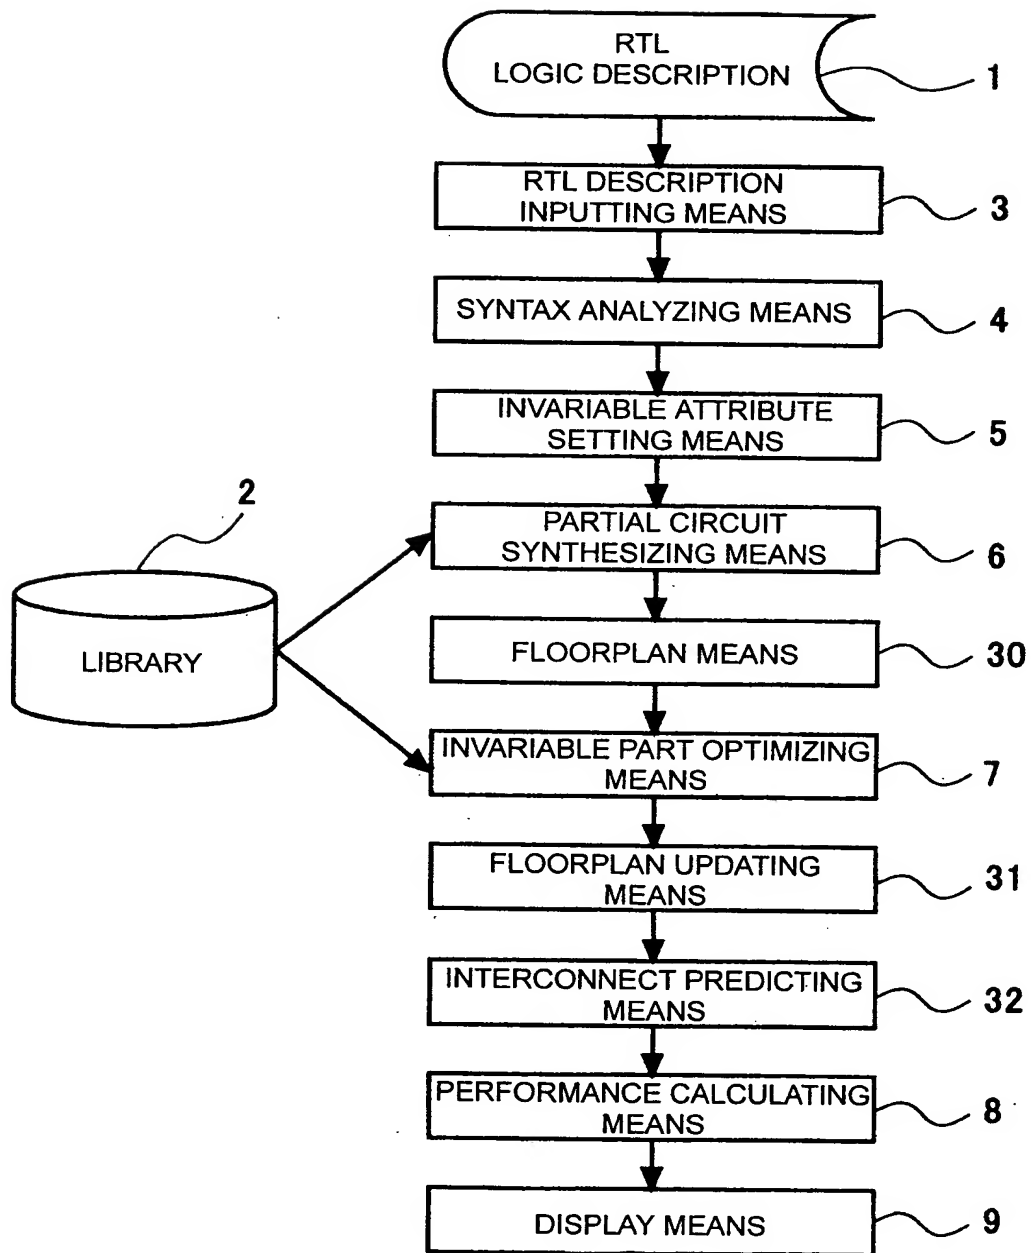 RTL
LOGIC DESCRIPTION
1
RTL DESCRIPTION
INPUTTING MEANS
3
SYNTAX ANALYZING MEANS
4
INVARIABLE ATTRIBUTE
SETTING MEANS
5
2
PARTIAL CIRCUIT
SYNTHESIZING MEANS
6
LIBRARY
FLOORPLAN MEANS
30
INVARIABLE PART OPTIMIZING
MEANS
7
FLOORPLAN UPDATING
MEANS
31
INTERCONNECT PREDICTING
MEANS
32
PERFORMANCE CALCULATING
MEANS
8
DISPLAY MEANS
9